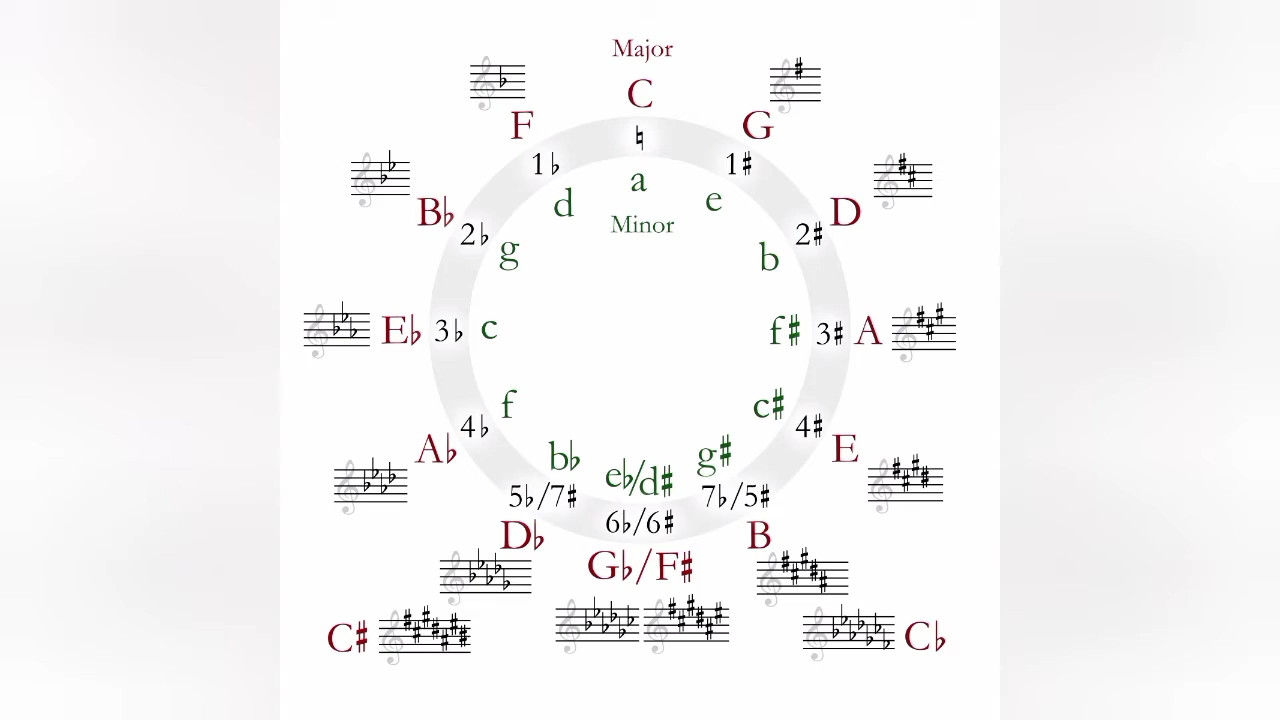 Major
C
F
G
♮
1♭
1♯
a
d
e
Minor
B♭
D
2♭
2♯
g
b
E♭
3♭
c
f♯
3♯
A
f
c♯
4♭
4♯
A♭
E
b♭
g♯
e♭/d♯
5♭/7♯
7♭/5♯
6♭/6♯
D♭
B
G♭/F♯
C♯
C♭